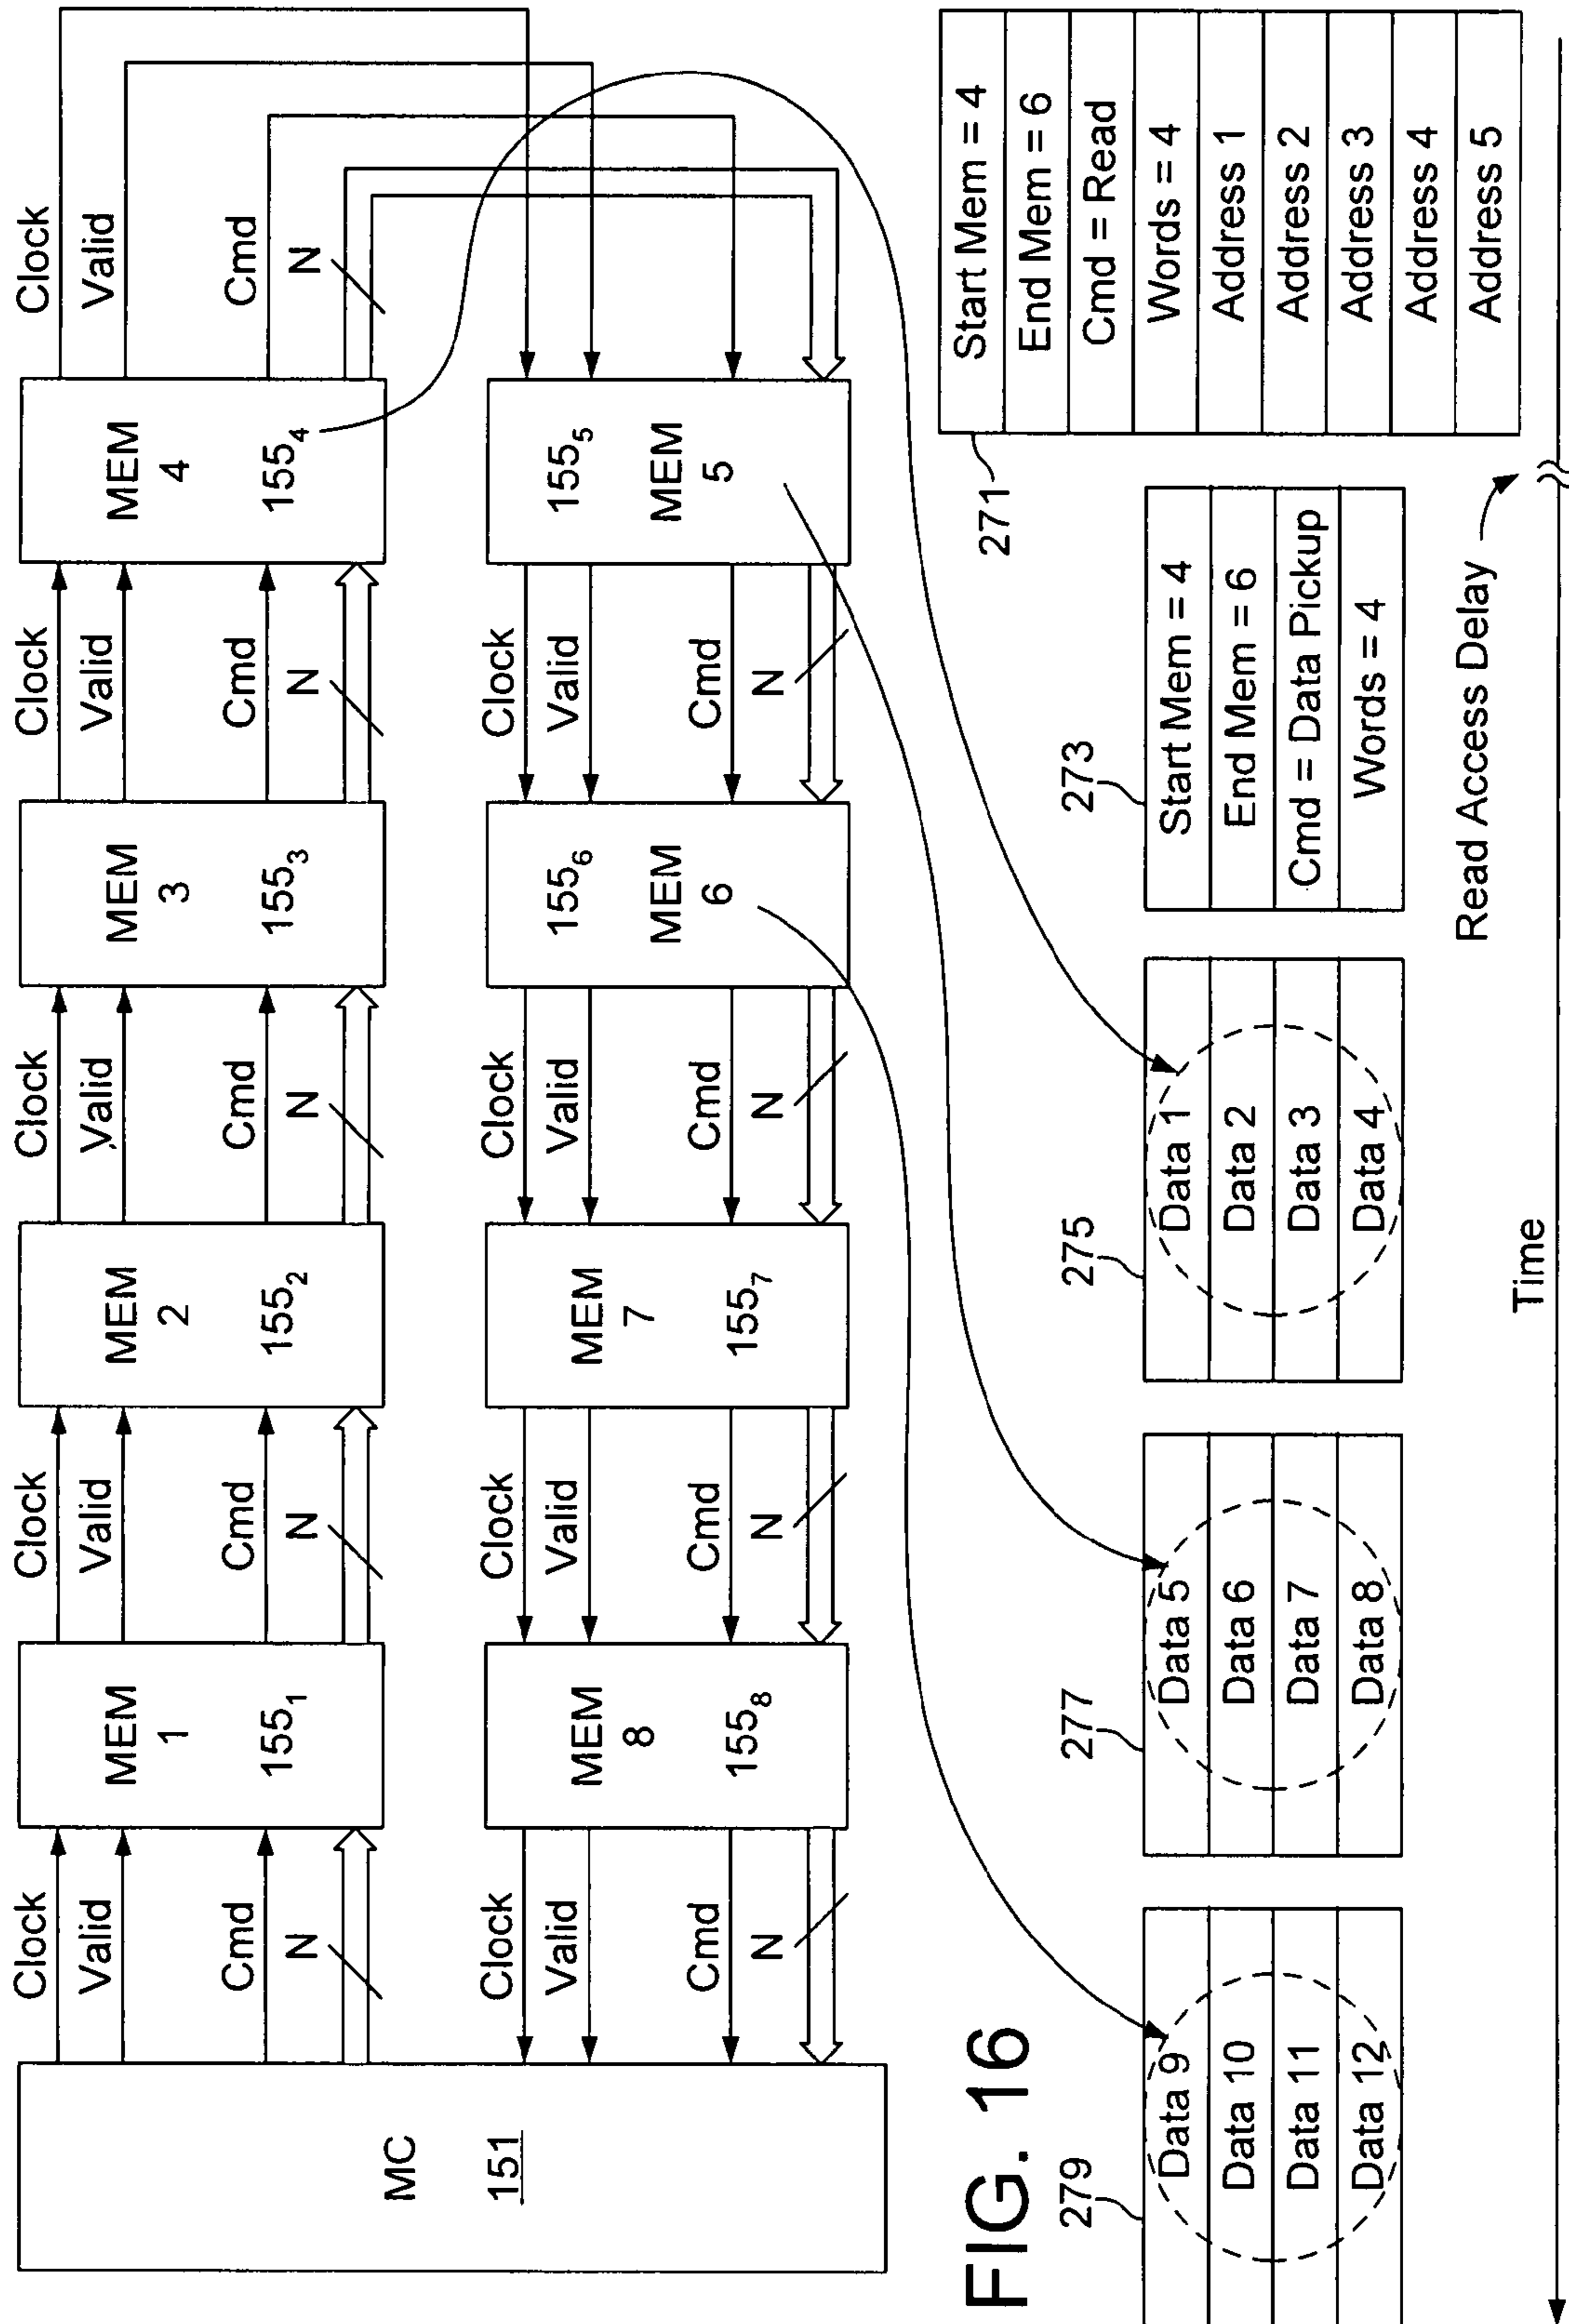 MC
151
Clock
Valid
Cmd
N
MEM
1
155₁
Clock
Valid
Cmd
N
MEM
2
155₂
Clock
Valid
Cmd
N
MEM
3
155₃
Clock
Valid
Cmd
N
MEM
4
155₄
Clock
Valid
Cmd
N
Clock
Valid
Cmd
N
MEM
8
155₈
Clock
Valid
Cmd
N
MEM
7
155₇
Clock
Valid
Cmd
N
155₆
MEM
6
Clock
Valid
Cmd
N
155₅
MEM
5
FIG. 16
279
Data 9
Data 10
Data 11
Data 12
277
Data 5
Data 6
Data 7
Data 8
275
Data 1
Data 2
Data 3
Data 4
273
Start Mem = 4
End Mem = 6
Cmd = Data Pickup
Words = 4
271
Start Mem = 4
End Mem = 6
Cmd = Read
Words = 4
Address 1
Address 2
Address 3
Address 4
Address 5
Read Access Delay
Time